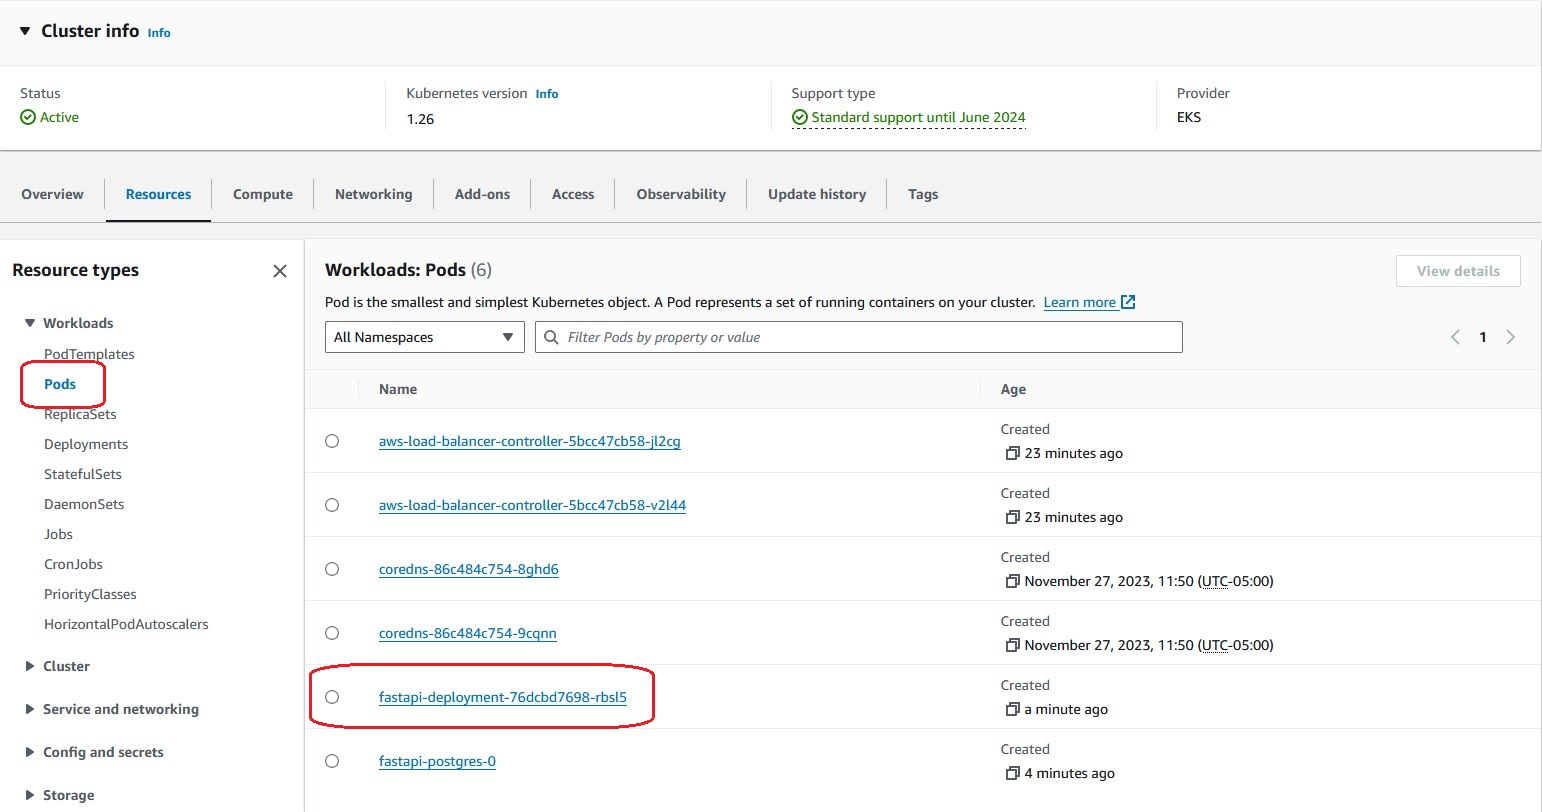 Cluster info Info
Status
Active
Kubernetes version Info
1.26
Support type
Standard support until June 2024
Provider
EKS
Overview Resources Compute Networking Add-ons Access Observability Update history Tags
Resource types
Workloads
PodTemplates
Pods
ReplicaSets
Deployments
StatefulSets
DaemonSets
Jobs
CronJobs
PriorityClasses
HorizontalPodAutoscalers
Cluster
Service and networking
Config and secrets
Storage
Workloads: Pods (6)
View details
Pod is the smallest and simplest Kubernetes object. A Pod represents a set of running containers on your cluster. Learn more
All Namespaces
Filter Pods by property or value
1
Name Age
aws-load-balancer-controller-5bcc47cb58-jl2cg
Created
23 minutes ago
aws-load-balancer-controller-5bcc47cb58-v2l44
Created
23 minutes ago
coredns-86c484c754-8ghd6
Created
November 27, 2023, 11:50 (UTC-05:00)
coredns-86c484c754-9cqnn
Created
November 27, 2023, 11:50 (UTC-05:00)
fastapi-deployment-76dcbd7698-rbsl5
Created
a minute ago
fastapi-postgres-0
Created
4 minutes ago